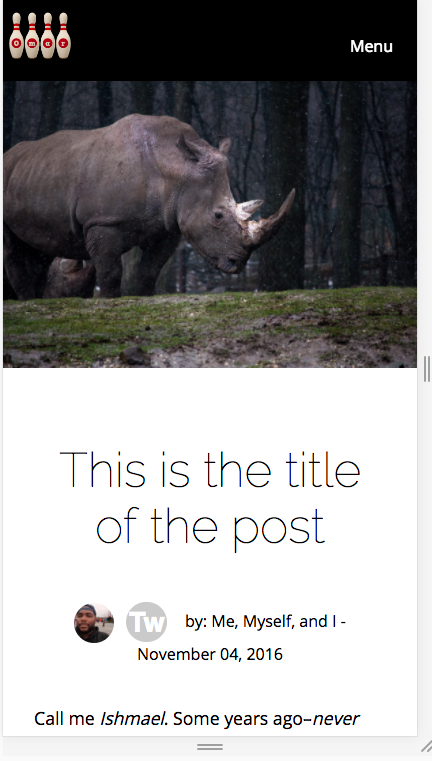 Omar
Menu
This is the title
of the post
Tw
by: Me, Myself, and I -
November 04, 2016
Call me Ishmael. Some years ago–never